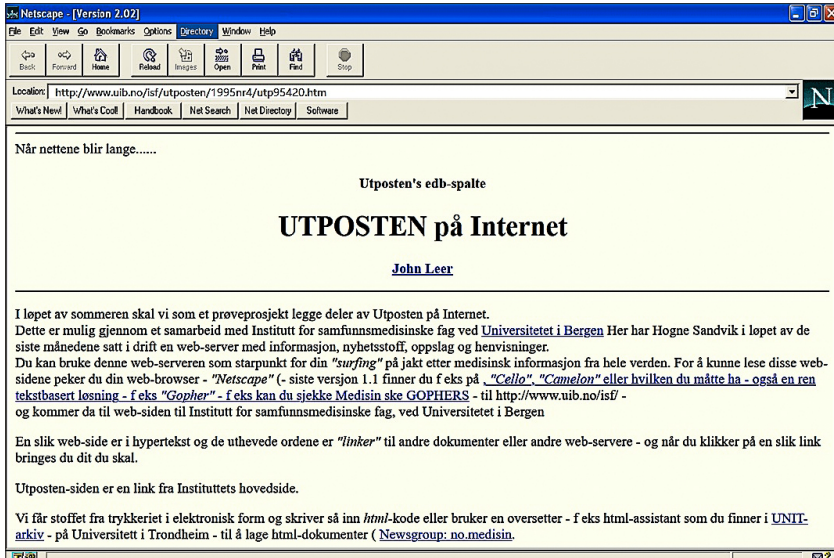 Netscape - [Version 2.02]
File Edit View Go Bookmarks Options Directory Window Help
Back Forward Home Reload Images Open Print Find Stop
Location: http://www.uib.no/isf/utposten/1995nr4/utp95420.htm
N
What's New! What's Cool! Handbook Net Search Net Directory Software
Når nettene blir lange......
Utposten's edb-spalte
UTPOSTEN på Internet
John Leer
I løpet av sommeren skal vi som et prøveprosjekt legge deler av Utposten på Internet.
Dette er mulig gjennom et samarbeid med Institutt for samfunnsmedisinske fag ved Universitetet i Bergen Her har Hogne Sandvik i løpet av de
siste månedene satt i drift en web-server med informasjon, nyhetsstoff, oppslag og henvisninger.
Du kan bruke denne web-serveren som starpunkt for din "surfing" på jakt etter medisinsk informasjon fra hele verden. For å kunne lese disse web-
sidene peker du din web-browser - "Netscape" (- siste versjon 1.1 finner du f eks på , "Cello", "Camelon" eller hvilken du måtte ha - også en ren
tekstbasert løsning - f eks "Gopher" - f eks kan du sjekke Medisin ske GOPHERS - til http://www.uib.no/isf/ -
og kommer da til web-siden til Institutt for samfunnsmedisinske fag, ved Universitetet i Bergen
En slik web-side er i hypertekst og de uthevede ordene er "linker" til andre dokumenter eller andre web-servere - og når du klikker på en slik link
bringes du dit du skal.
Utposten-siden er en link fra Instituttets hovedside.
Vi får stoffet fra trykkeriet i elektronisk form og skriver så inn html-kode eller bruker en oversetter - f eks html-assistant som du finner i UNIT-
arkiv - på Universitett i Trondheim - til å lage html-dokumenter ( Newsgroup: no.medisin.